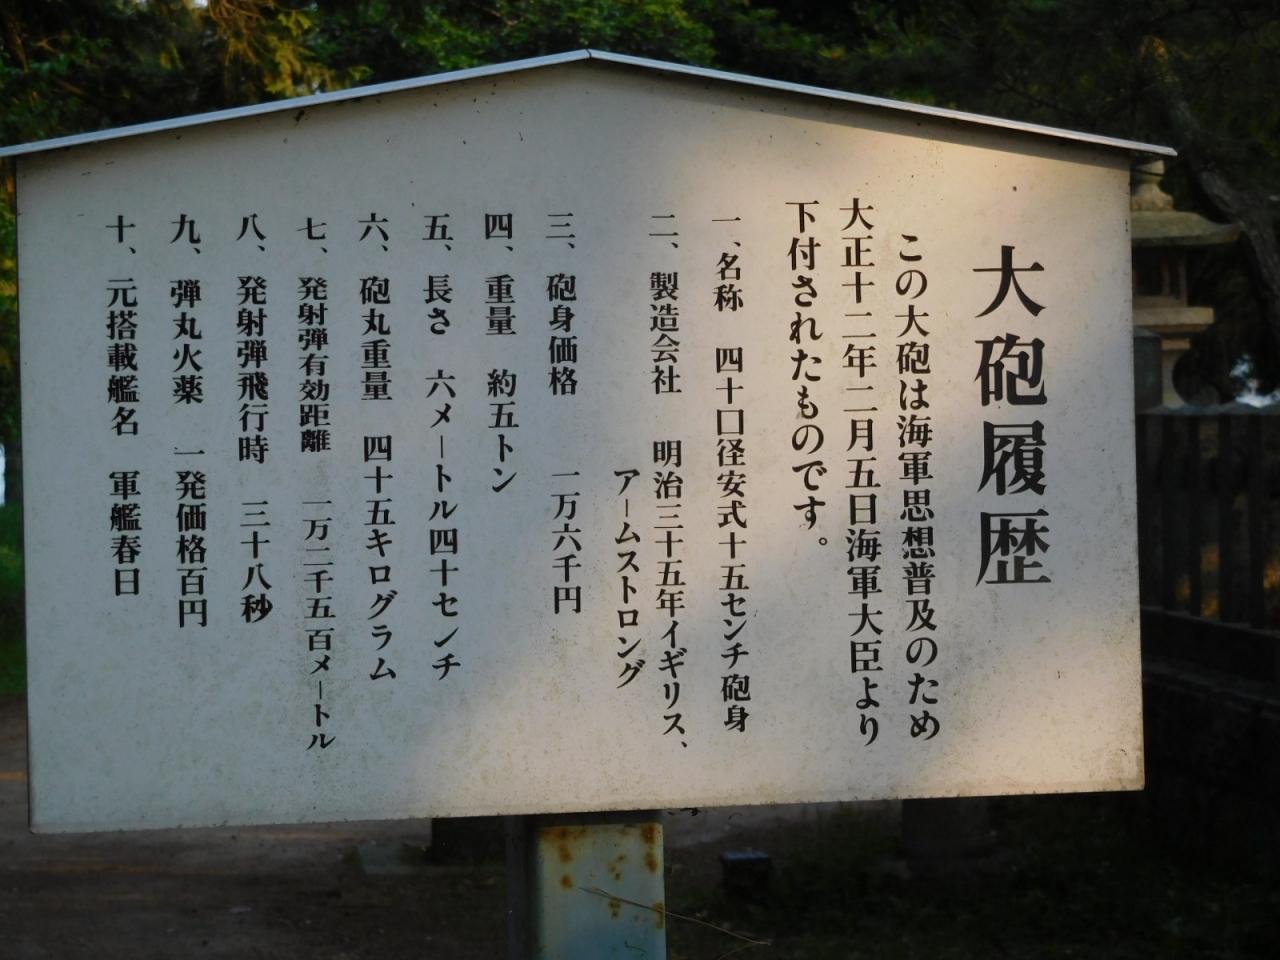 大砲履歴
この大砲は海軍思想普及のため
大正十二年二月五日海軍大臣より
下付されたものです。
一、名称　四十口径安式十五センチ砲身
二、製造会社　明治三十五年イギリス、
アームストロング
三、砲身価格　一万六千円
四、重量　約五トン
五、長さ　六メートル四十センチ
六、砲丸重量　四十五キログラム
七、発射弾有効距離　一万二千五百メートル
八、発射弾飛行時　三十八秒
九、弾丸火薬　一発価格百円
十、元搭載艦名　軍艦春日